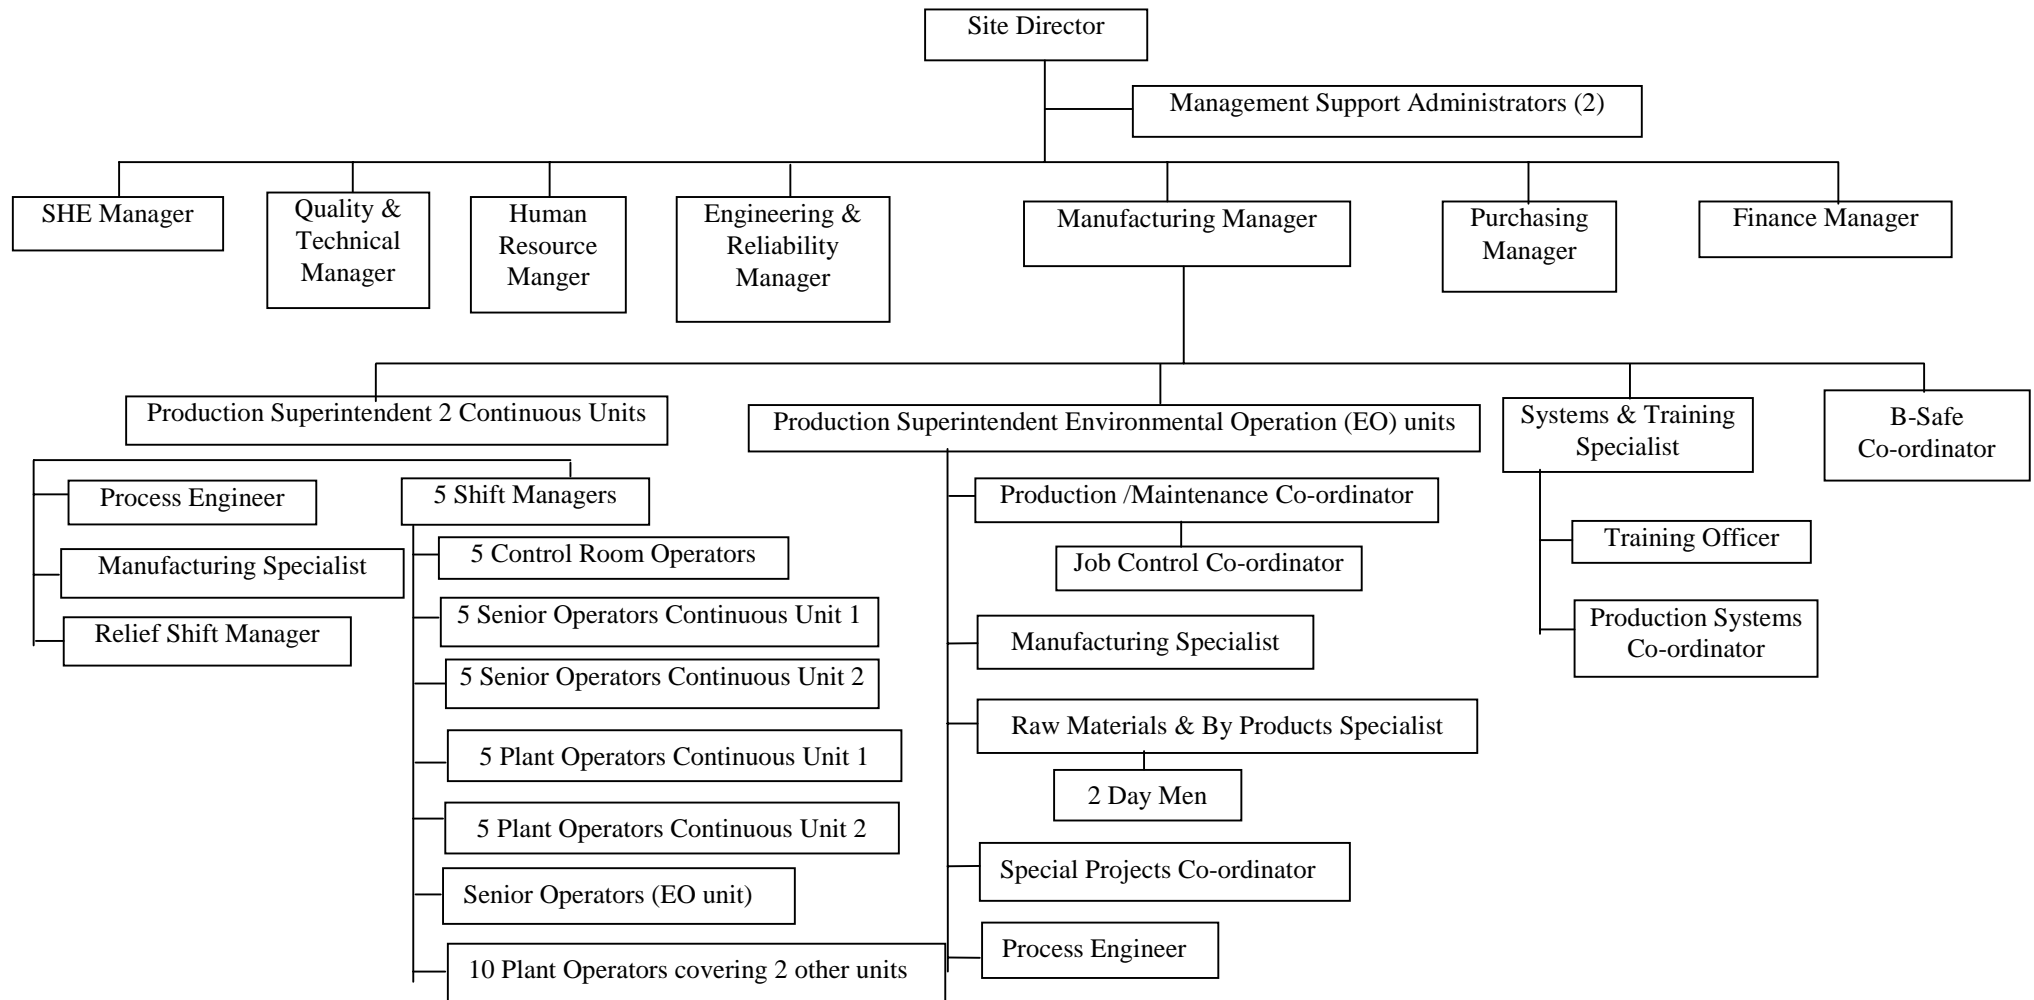 Site Director
Management Support Administrators (2)
SHE Manager
Quality &
Technical
Manager
Human
Resource
Manger
Engineering &
Reliability
Manager
Manufacturing Manager
Purchasing
Manager
Finance Manager
Production Superintendent 2 Continuous Units
Production Superintendent Environmental Operation (EO) units
Systems & Training
Specialist
B-Safe
Co-ordinator
Process Engineer
Manufacturing Specialist
Relief Shift Manager
5 Shift Managers
5 Control Room Operators
5 Senior Operators Continuous Unit 1
5 Senior Operators Continuous Unit 2
5 Plant Operators Continuous Unit 1
5 Plant Operators Continuous Unit 2
Senior Operators (EO unit)
10 Plant Operators covering 2 other units
Production /Maintenance Co-ordinator
Job Control Co-ordinator
Manufacturing Specialist
Raw Materials & By Products Specialist
2 Day Men
Special Projects Co-ordinator
Process Engineer
Training Officer
Production Systems
Co-ordinator